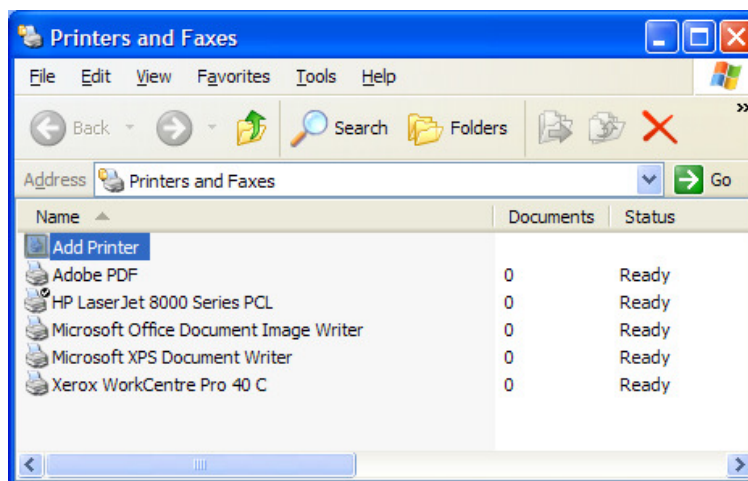 Printers and Faxes
File Edit View Favorites Tools Help
Back Search Folders »
Address Printers and Faxes Go
Name Documents Status
Add Printer
Adobe PDF 0 Ready
HP LaserJet 8000 Series PCL 0 Ready
Microsoft Office Document Image Writer 0 Ready
Microsoft XPS Document Writer 0 Ready
Xerox WorkCentre Pro 40 C 0 Ready